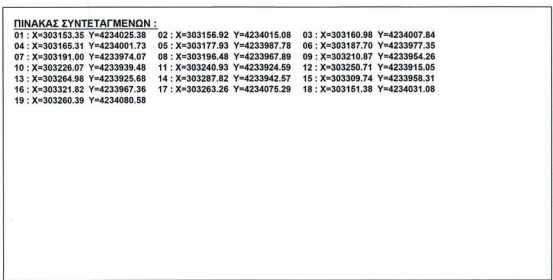 ΠΙΝΑΚΑΣ ΣΥΝΤΕΤΑΓΜΕΝΩΝ :
01 : X=303153.35 Y=4234025.38 02 : X=303156.92 Y=4234015.08 03 : X=303160.98 Y=4234007.84
04 : X=303165.31 Y=4234001.73 05 : X=303177.93 Y=4233987.78 06 : X=303187.70 Y=4233977.35
07 : X=303191.00 Y=4233974.07 08 : X=303196.48 Y=4233967.89 09 : X=303210.87 Y=4233954.26
10 : X=303226.07 Y=4233939.48 11 : X=303240.93 Y=4233924.59 12 : X=303250.71 Y=4233915.05
13 : X=303264.98 Y=4233925.68 14 : X=303287.82 Y=4233942.57 15 : X=303309.74 Y=4233958.31
16 : X=303321.82 Y=4233967.36 17 : X=303263.26 Y=4234075.29 18 : X=303151.38 Y=4234031.08
19 : X=303260.39 Y=4234080.58